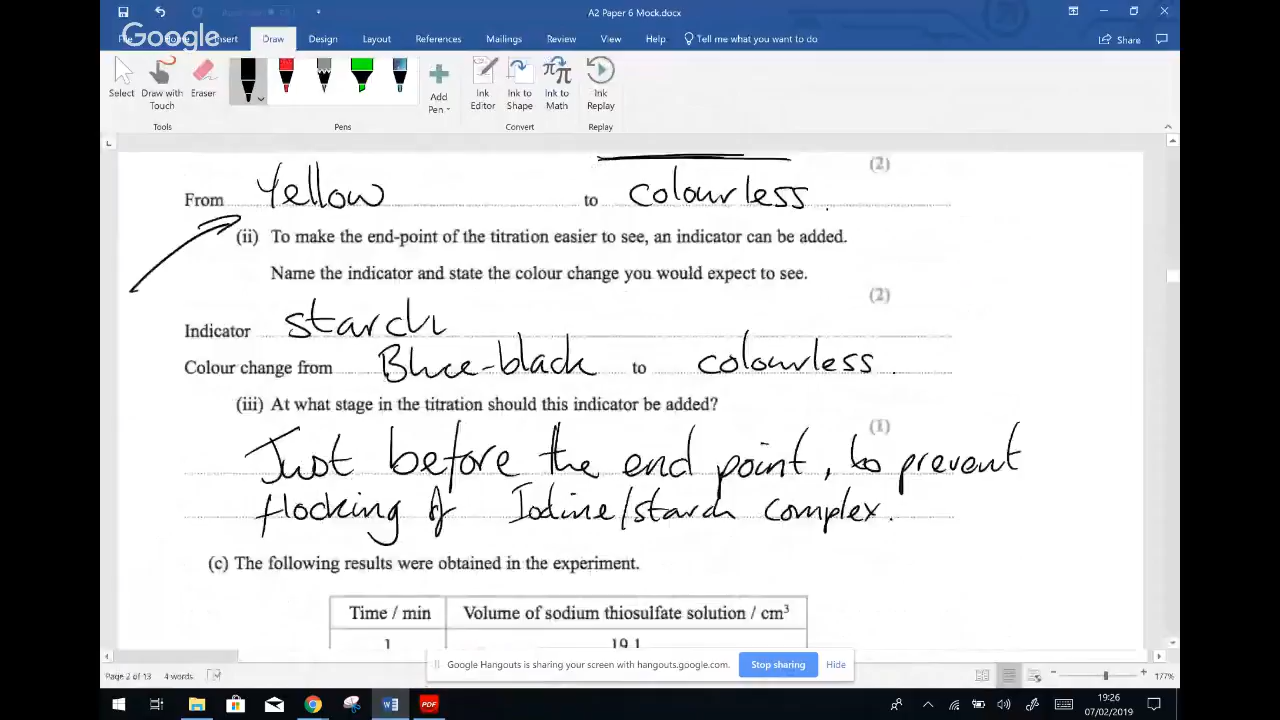 A2 Paper 6 Mock.docx
Google
Insert Draw Design Layout References Mailings Review View Help Tell me what you want to do Share
Select Draw with Touch Eraser Add Pen Ink Editor Ink to Shape Ink to Math Ink Replay
Tools Pens Convert Replay
(2)
From Yellow to colourless.
(ii) To make the end-point of the titration easier to see, an indicator can be added.
Name the indicator and state the colour change you would expect to see.
(2)
Indicator starch
Colour change from Blue-black to colourless.
(iii) At what stage in the titration should this indicator be added?
(1)
Just before the end point, to prevent
flocking of Iodine/starch complex.
(c) The following results were obtained in the experiment.
Time / min Volume of sodium thiosulfate solution / cm³
1 19.1
Google Hangouts is sharing your screen with hangouts.google.com. Stop sharing Hide
Page 2 of 13 4 words 177%
PDF
19:26
07/02/2019